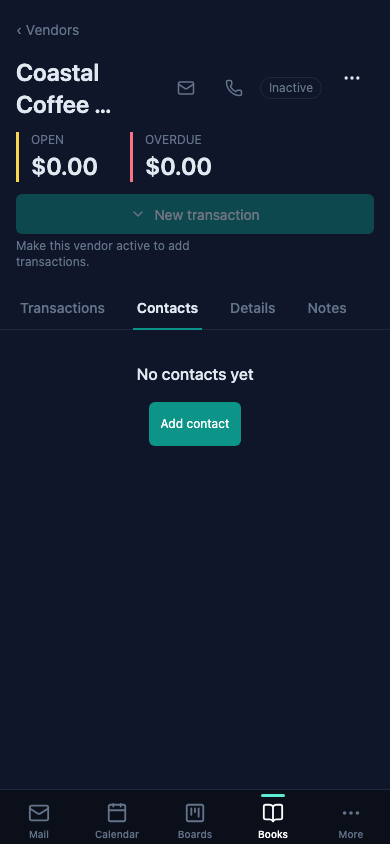 ‹ Vendors
Coastal
Coffee ...
Inactive
OPEN
$0.00
OVERDUE
$0.00
New transaction
Make this vendor active to add
transactions.
Transactions
Contacts
Details
Notes
No contacts yet
Add contact
Mail
Calendar
Boards
Books
More